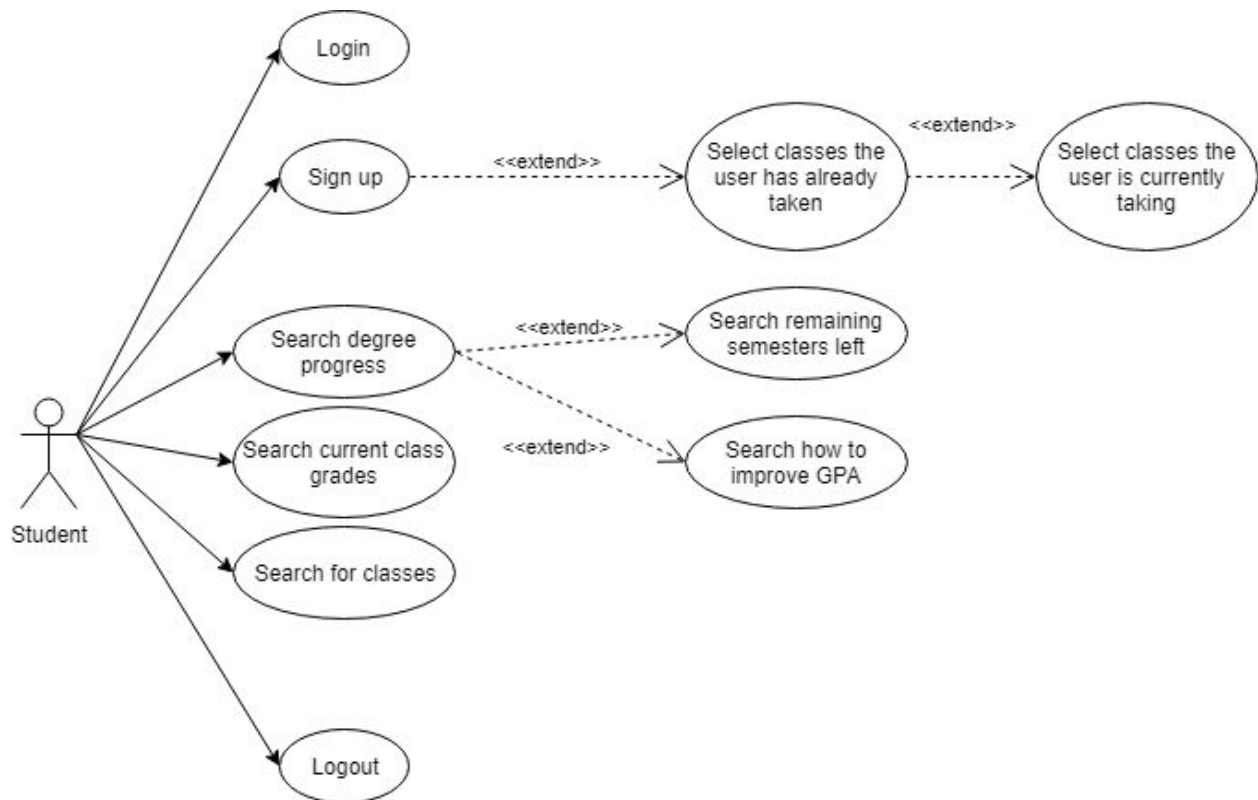 Login
Sign up
<<extend>>
Select classes the
user has already
taken
<<extend>>
Select classes the
user is currently
taking
Search degree
progress
<<extend>>
Search remaining
semesters left
<<extend>>
Search how to
improve GPA
Search current class
grades
Student
Search for classes
Logout